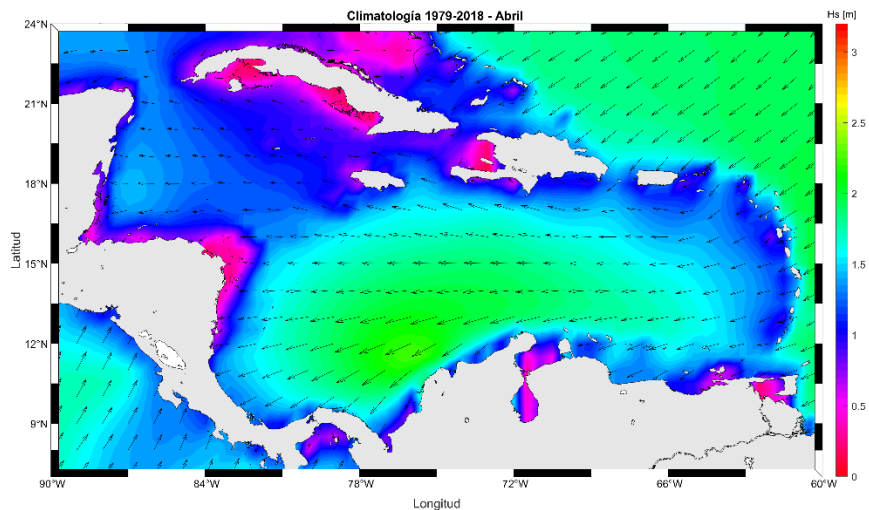 Climatología 1979-2018 - Abril
Hs [m]
24°N
21°N
18°N
15°N
12°N
9°N
Latitud
90°W
84°W
78°W
72°W
66°W
60°W
Longitud
3
2.5
2
1.5
1
0.5
0